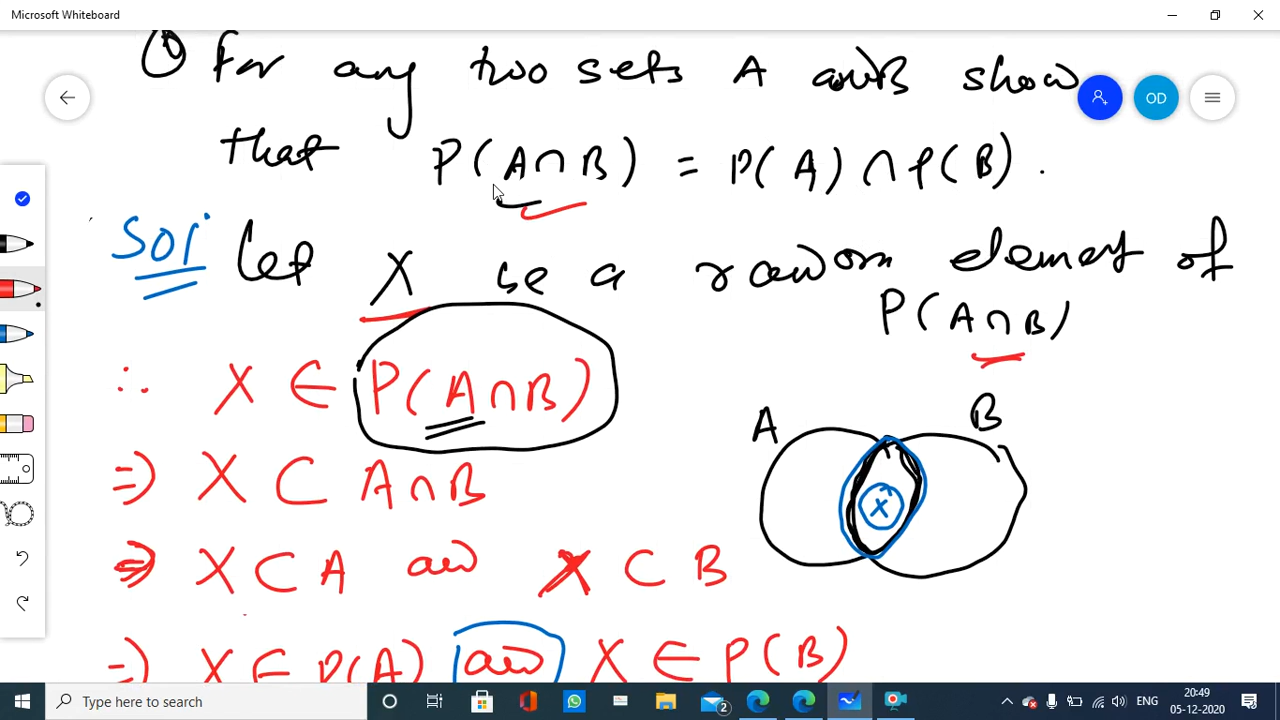 Microsoft Whiteboard
① For any two sets A and B show
that P(A∩B) = P(A) ∩ P(B).
OD
Sol Let X be a random element of
P(A∩B)
∴ X ∈ P(A∩B)
A B
⇒ X ⊂ A∩B
X
⇒ X ⊂ A and X ⊂ B
⇒ X ∈ P(A) and X ∈ P(B)
Type here to search
2
ENG
20:49
05-12-2020